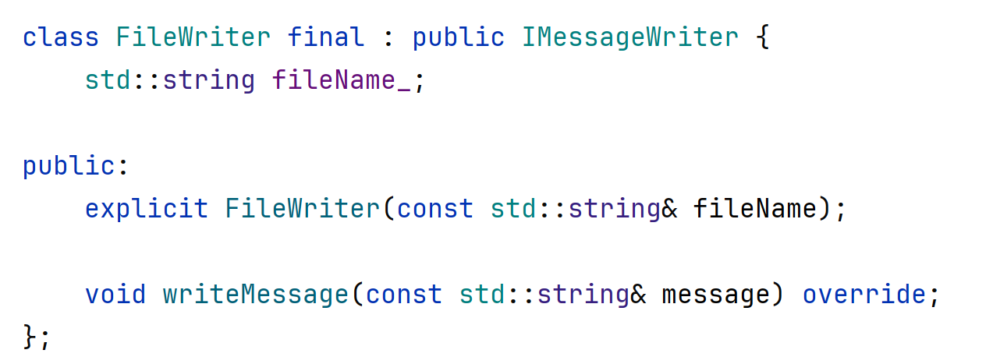 class FileWriter final : public IMessageWriter {
    std::string fileName_;

public:
    explicit FileWriter(const std::string& fileName);

    void writeMessage(const std::string& message) override;
};